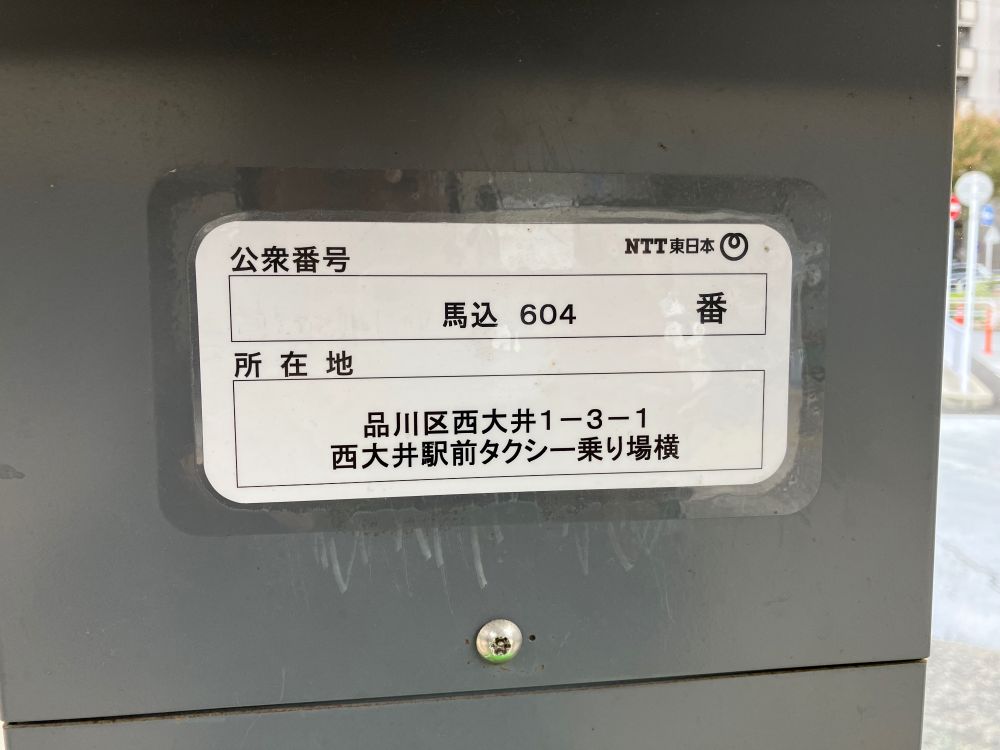 公衆番号 NTT東日本
馬込 604 番
所在地
品川区西大井1-3-1
西大井駅前タクシー乗り場横